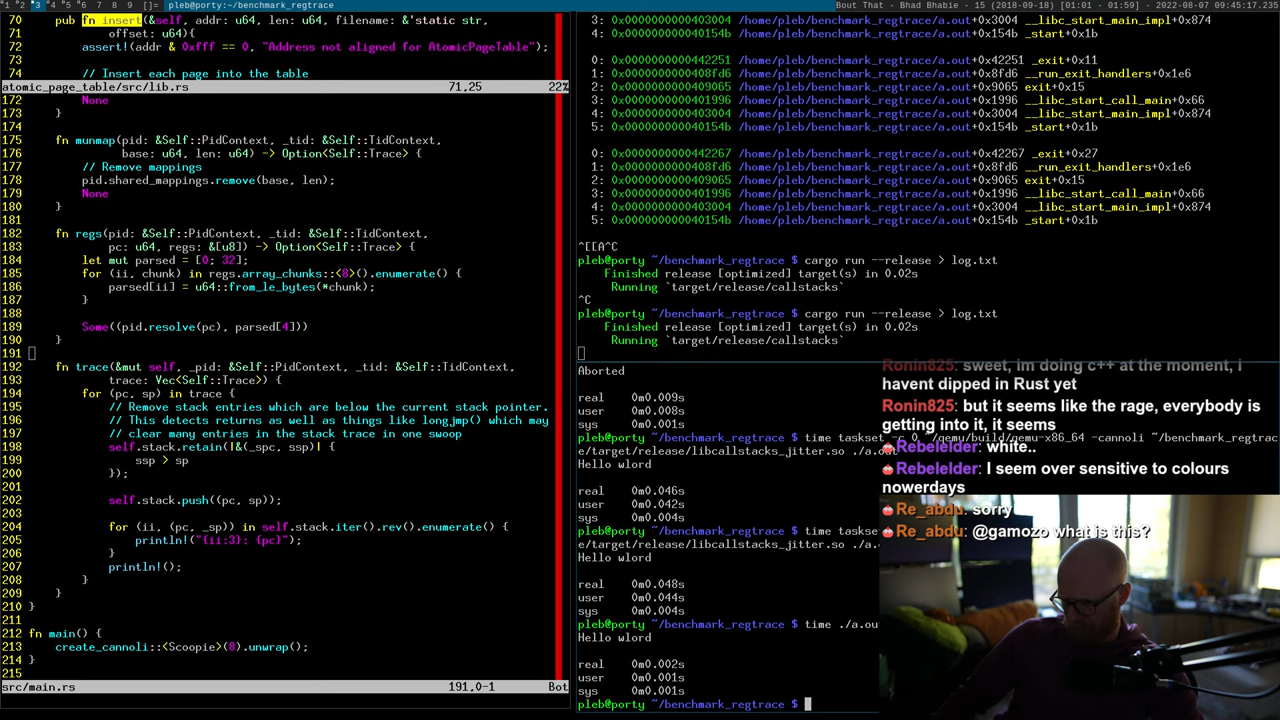 1 2 3 4 5 6 7 8 9 []= pleb@porty:~/benchmark_regtrace
Bout That - Bhad Bhabie - 15 (2018-09-18) [01:01 - 01:59] - 2022-08-07 09:45:17.235
70     pub fn insert(&self, addr: u64, len: u64, filename: &'static str,
71             offset: u64){
72         assert!(addr & 0xfff == 0, "Address not aligned for AtomicPageTable");
73
74         // Insert each page into the table
atomic_page_table/src/lib.rs 71,25 22%
172         None
173     }
174
175     fn munmap(pid: &Self::PidContext, _tid: &Self::TidContext,
176               base: u64, len: u64) -> Option<Self::Trace> {
177         // Remove mappings
178         pid.shared_mappings.remove(base, len);
179         None
180     }
181
182     fn regs(pid: &Self::PidContext, _tid: &Self::TidContext,
183             pc: u64, regs: &[u8]) -> Option<Self::Trace> {
184         let mut parsed = [0; 32];
185         for (ii, chunk) in regs.array_chunks::<8>().enumerate() {
186             parsed[ii] = u64::from_le_bytes(*chunk);
187         }
188
189         Some((pid.resolve(pc), parsed[4]))
190     }
191
192     fn trace(&mut self, _pid: &Self::PidContext, _tid: &Self::TidContext,
193             trace: Vec<Self::Trace>) {
194         for (pc, sp) in trace {
195             // Remove stack entries which are below the current stack pointer.
196             // This detects returns as well as things like longjmp() which may
197             // clear many entries in the stack trace in one swoop
198             self.stack.retain(|&(_spc, ssp)| {
199                 ssp > sp
200             });
201
202             self.stack.push((pc, sp));
203
204             for (ii, (pc, _sp)) in self.stack.iter().rev().enumerate() {
205                 println!("{ii:3}: {pc}");
206             }
207             println!();
208         }
209     }
210 }
211
212 fn main() {
213     create_cannoli::<Scoopie>(8).unwrap();
214 }
215
src/main.rs 191,0-1 Bot
3: 0x0000000000403004 /home/pleb/benchmark_regtrace/a.out+0x3004 __libc_start_main_impl+0x874
4: 0x000000000040154b /home/pleb/benchmark_regtrace/a.out+0x154b _start+0x1b
0: 0x0000000000442251 /home/pleb/benchmark_regtrace/a.out+0x42251 _exit+0x11
1: 0x0000000000408fd6 /home/pleb/benchmark_regtrace/a.out+0x8fd6 __run_exit_handlers+0x1e6
2: 0x0000000000409065 /home/pleb/benchmark_regtrace/a.out+0x9065 exit+0x15
3: 0x0000000000401996 /home/pleb/benchmark_regtrace/a.out+0x1996 __libc_start_call_main+0x66
4: 0x0000000000403004 /home/pleb/benchmark_regtrace/a.out+0x3004 __libc_start_main_impl+0x874
5: 0x000000000040154b /home/pleb/benchmark_regtrace/a.out+0x154b _start+0x1b
0: 0x0000000000442267 /home/pleb/benchmark_regtrace/a.out+0x42267 _exit+0x27
1: 0x0000000000408fd6 /home/pleb/benchmark_regtrace/a.out+0x8fd6 __run_exit_handlers+0x1e6
2: 0x0000000000409065 /home/pleb/benchmark_regtrace/a.out+0x9065 exit+0x15
3: 0x0000000000401996 /home/pleb/benchmark_regtrace/a.out+0x1996 __libc_start_call_main+0x66
4: 0x0000000000403004 /home/pleb/benchmark_regtrace/a.out+0x3004 __libc_start_main_impl+0x874
5: 0x000000000040154b /home/pleb/benchmark_regtrace/a.out+0x154b _start+0x1b
^[[A^C
pleb@porty ~/benchmark_regtrace $ cargo run --release > log.txt
Finished release [optimized] target(s) in 0.02s
Running `target/release/callstacks`
^C
pleb@porty ~/benchmark_regtrace $ cargo run --release > log.txt
Finished release [optimized] target(s) in 0.02s
Running `target/release/callstacks`
Aborted
real 0m0.009s
user 0m0.008s
sys 0m0.001s
pleb@porty ~/benchmark_regtrace $ time taskset -c 0 ~/qemu/build/qemu-x86_64 -cannoli ~/benchmark_regtrac
e/target/release/libcallstacks_jitter.so ./a.
Hello wlord
real 0m0.046s
user 0m0.042s
sys 0m0.004s
pleb@porty ~/benchmark_regtrace $ time taskse
e/target/release/libcallstacks_jitter.so ./a.
Hello wlord
real 0m0.048s
user 0m0.044s
sys 0m0.004s
pleb@porty ~/benchmark_regtrace $ time ./a.ou
Hello wlord
real 0m0.002s
user 0m0.001s
sys 0m0.001s
pleb@porty ~/benchmark_regtrace $
Ronin825: sweet, im doing c++ at the moment, i
havent dipped in Rust yet
Ronin825: but it seems like the rage, everybody is
getting into it, it seems
Rebelelder: white..
Rebelelder: I seem over sensitive to colours
nowerdays
Re_abdu: sorry
Re_abdu: @gamozo what is this?